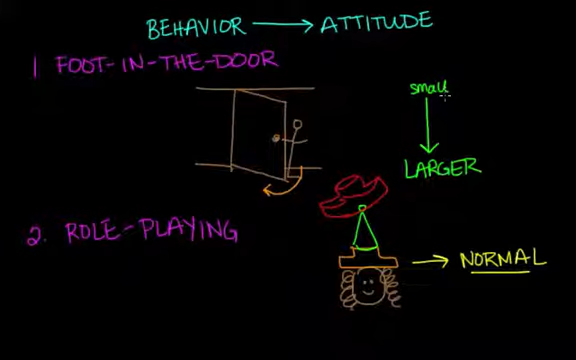 BEHAVIOR → ATTITUDE
1 FOOT-IN-THE-DOOR
small
LARGER
2. ROLE-PLAYING
→ NORMAL